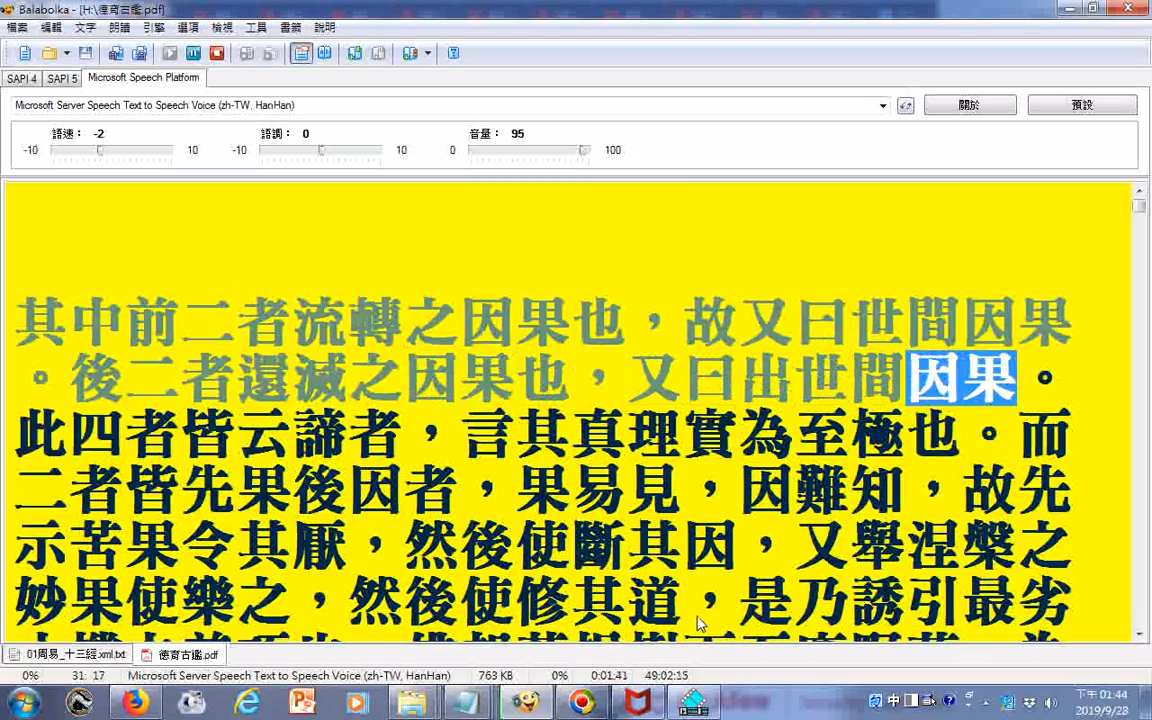 Balabolka - [H:\德育古鑑.pdf]
檔案 編輯 文字 朗讀 引擎 選項 檢視 工具 書籤 說明
SAPI 4 SAPI 5 Microsoft Speech Platform
Microsoft Server Speech Text to Speech Voice (zh-TW, HanHan) 關於 預設
語速： -2 語調： 0 音量： 95
-10 10 -10 10 0 100
其中前二者流轉之因果也，故又曰世間因果
。後二者還滅之因果也，又曰出世間因果。
此四者皆云諦者，言其真理實為至極也。而
二者皆先果後因者，果易見，因難知，故先
示苦果令其厭，然後使斷其因，又舉涅槃之
妙果使樂之，然後使修其道，是乃誘引最劣
01周易_十三經.xml.txt 德育古鑑.pdf
0% 31: 17 Microsoft Server Speech Text to Speech Voice (zh-TW, HanHan) 763 KB 0% 0:01:41 49:02:15
中 下午 01:44
2019/9/28